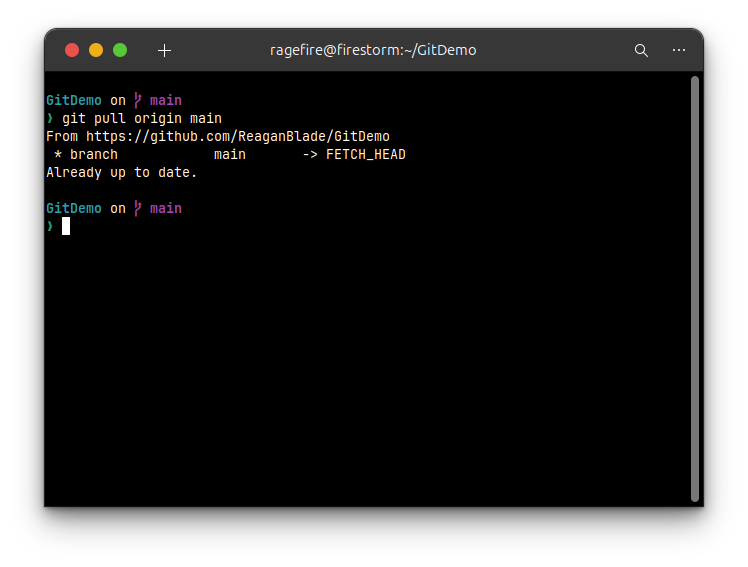 ragefire@firestorm:~/GitDemo
GitDemo on main
❯ git pull origin main
From https://github.com/ReaganBlade/GitDemo
 * branch            main       -> FETCH_HEAD
Already up to date.
GitDemo on main
❯